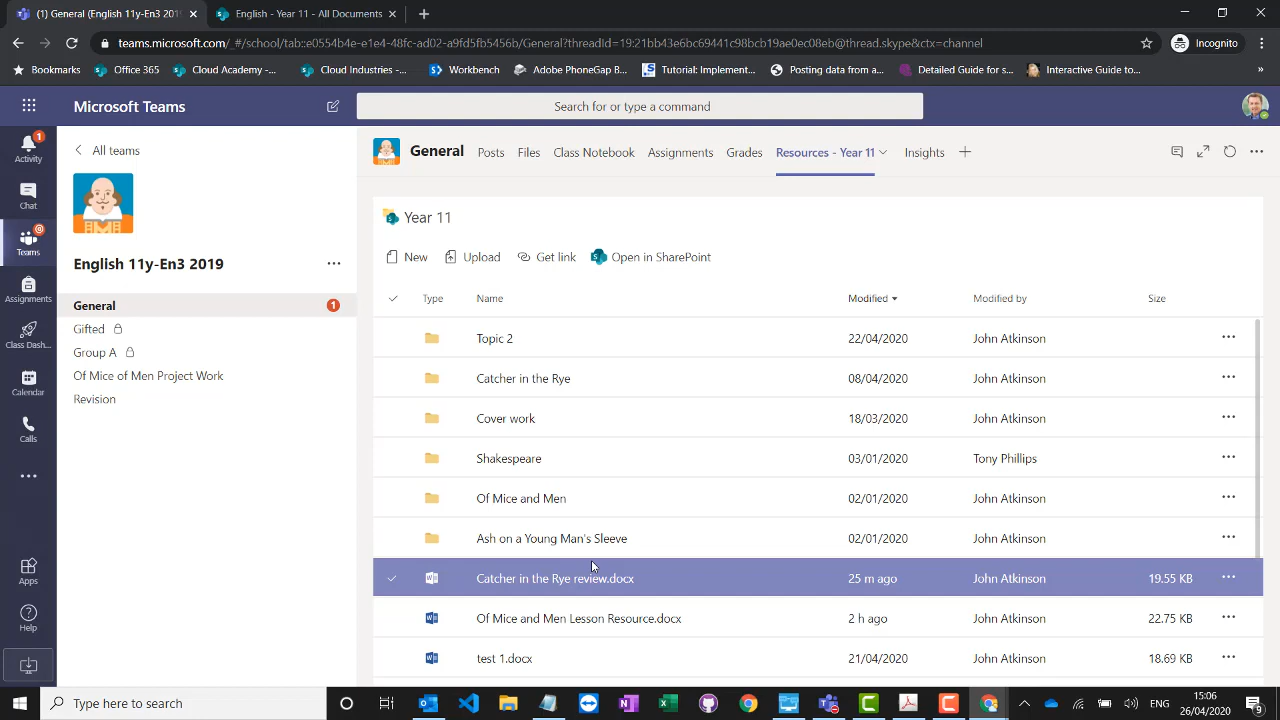 (1) General (English 11y-En3 201
English - Year 11 - All Documents
teams.microsoft.com/_#/school/tab::e0554b4e-e1e4-48fc-ad02-a9fd5fb5456b/General?threadId=19:21bb43e6bc69441c98bcb19ae0ec08eb@thread.skype&ctx=channel
Incognito
Bookmarks
Office 365
Cloud Academy -...
Cloud Industries -...
Workbench
Adobe PhoneGap B...
Tutorial: Implement...
Posting data from a...
Detailed Guide for s...
Interactive Guide to...
»
Microsoft Teams
Search for or type a command
1
Activity
Chat
8
Teams
Assignments
Class Dash...
Calendar
Calls
Apps
Help
All teams
English 11y-En3 2019
General 1
Gifted
Group A
Of Mice of Men Project Work
Revision
General Posts Files Class Notebook Assignments Grades Resources - Year 11 Insights
Year 11
New Upload Get link Open in SharePoint
Type Name Modified Modified by Size
Topic 2 22/04/2020 John Atkinson
Catcher in the Rye 08/04/2020 John Atkinson
Cover work 18/03/2020 John Atkinson
Shakespeare 03/01/2020 Tony Phillips
Of Mice and Men 02/01/2020 John Atkinson
Ash on a Young Man's Sleeve 02/01/2020 John Atkinson
Catcher in the Rye review.docx 25 m ago John Atkinson 19.55 KB
Of Mice and Men Lesson Resource.docx 2 h ago John Atkinson 22.75 KB
test 1.docx 21/04/2020 John Atkinson 18.69 KB
Type here to search
ENG
15:06
26/04/2020
9